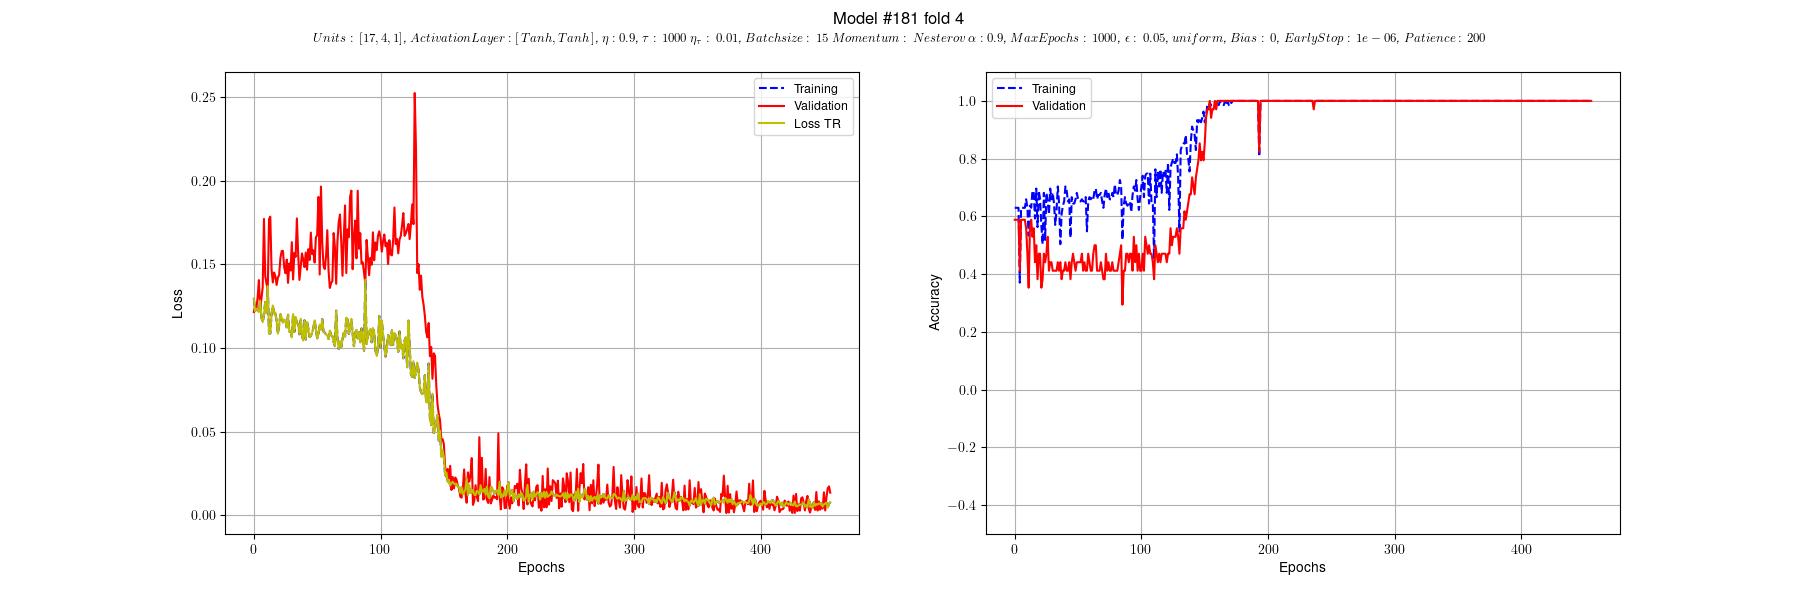 Model #181 fold 4
Units : [17, 4, 1], ActivationLayer : [Tanh, Tanh], η : 0.9, τ : 1000 ητ : 0.01, Batchsize : 15 Momentum : Nesterov α : 0.9, MaxEpochs : 1000, ϵ : 0.05, uniform, Bias : 0, EarlyStop : 1e − 06, Patience : 200
Training
Validation
Loss TR
0.25
0.20
0.15
0.10
0.05
0.00
Loss
0 100 200 300 400
Epochs
Training
Validation
1.0
0.8
0.6
0.4
0.2
0.0
−0.2
−0.4
Accuracy
0 100 200 300 400
Epochs